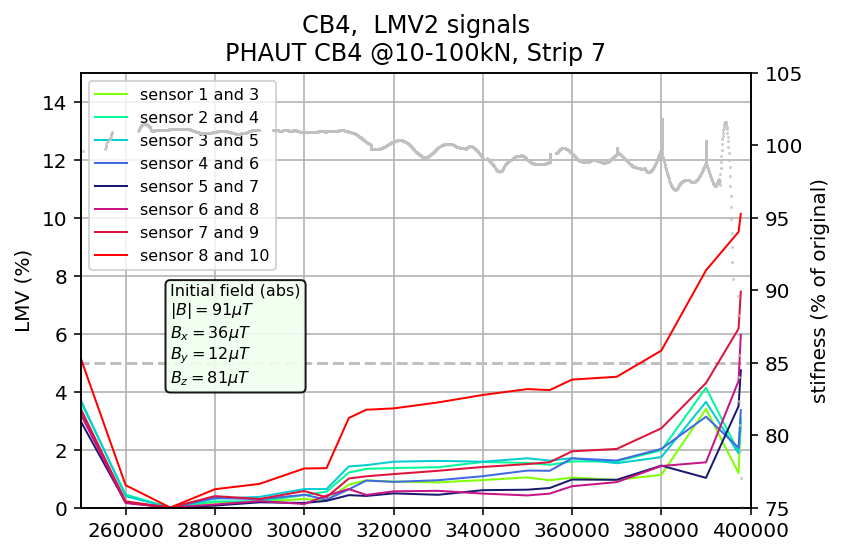 CB4,  LMV2 signals
PHAUT CB4 @10-100kN, Strip 7
LMV (%)
14
12
10
8
6
4
2
0
sensor 1 and 3
sensor 2 and 4
sensor 3 and 5
sensor 4 and 6
sensor 5 and 7
sensor 6 and 8
sensor 7 and 9
sensor 8 and 10
Initial field (abs)
|B| = 91μT
Bₓ = 36μT
Bᵧ = 12μT
B_z = 81μT
105
100
95
90
85
80
75
stifness (% of original)
260000 280000 300000 320000 340000 360000 380000 400000